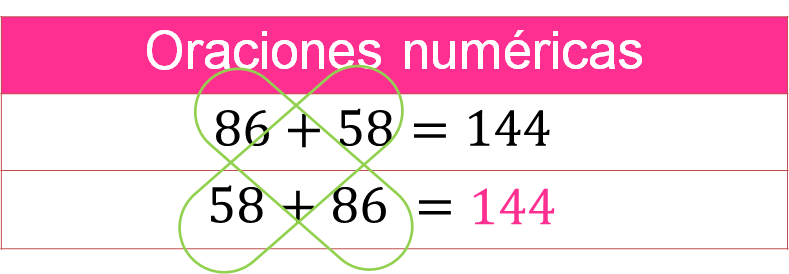 Oraciones numéricas
86 + 58 = 144
58 + 86 = 144